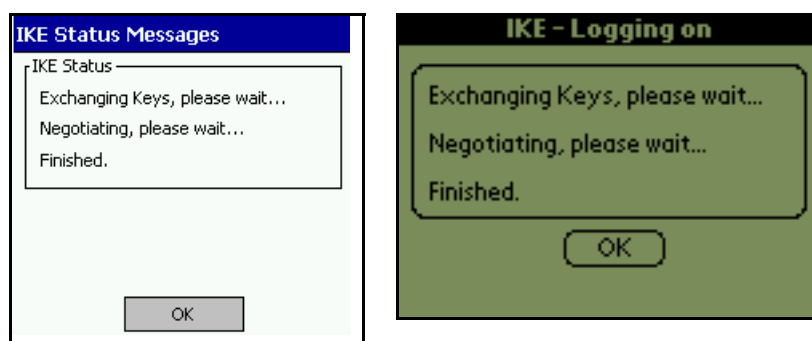 IKE Status Messages
IKE Status
Exchanging Keys, please wait...
Negotiating, please wait...
Finished.
OK
IKE - Logging on
Exchanging Keys, please wait...
Negotiating, please wait...
Finished.
OK